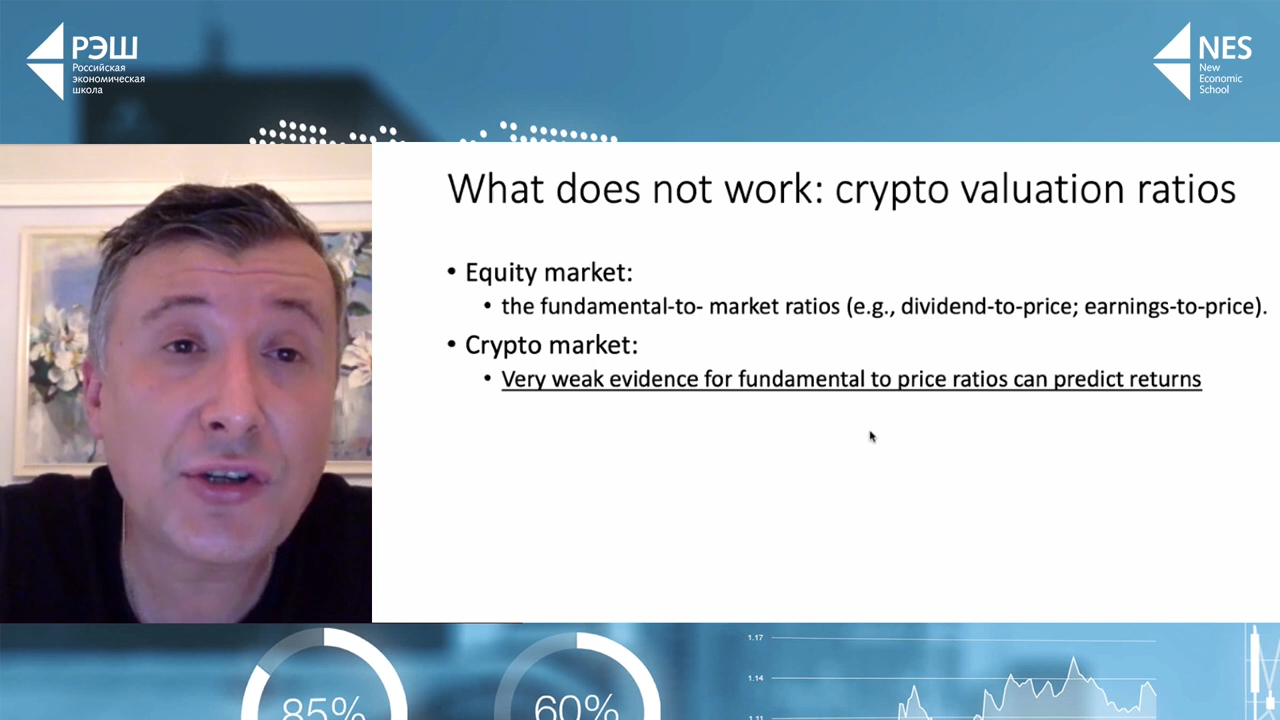 РЭШ
Российская
экономическая
школа
NES
New
Economic
School
What does not work: crypto valuation ratios
• Equity market:
• the fundamental-to- market ratios (e.g., dividend-to-price; earnings-to-price).
• Crypto market:
• Very weak evidence for fundamental to price ratios can predict returns
85%
60%
1.17
1.14
1.11